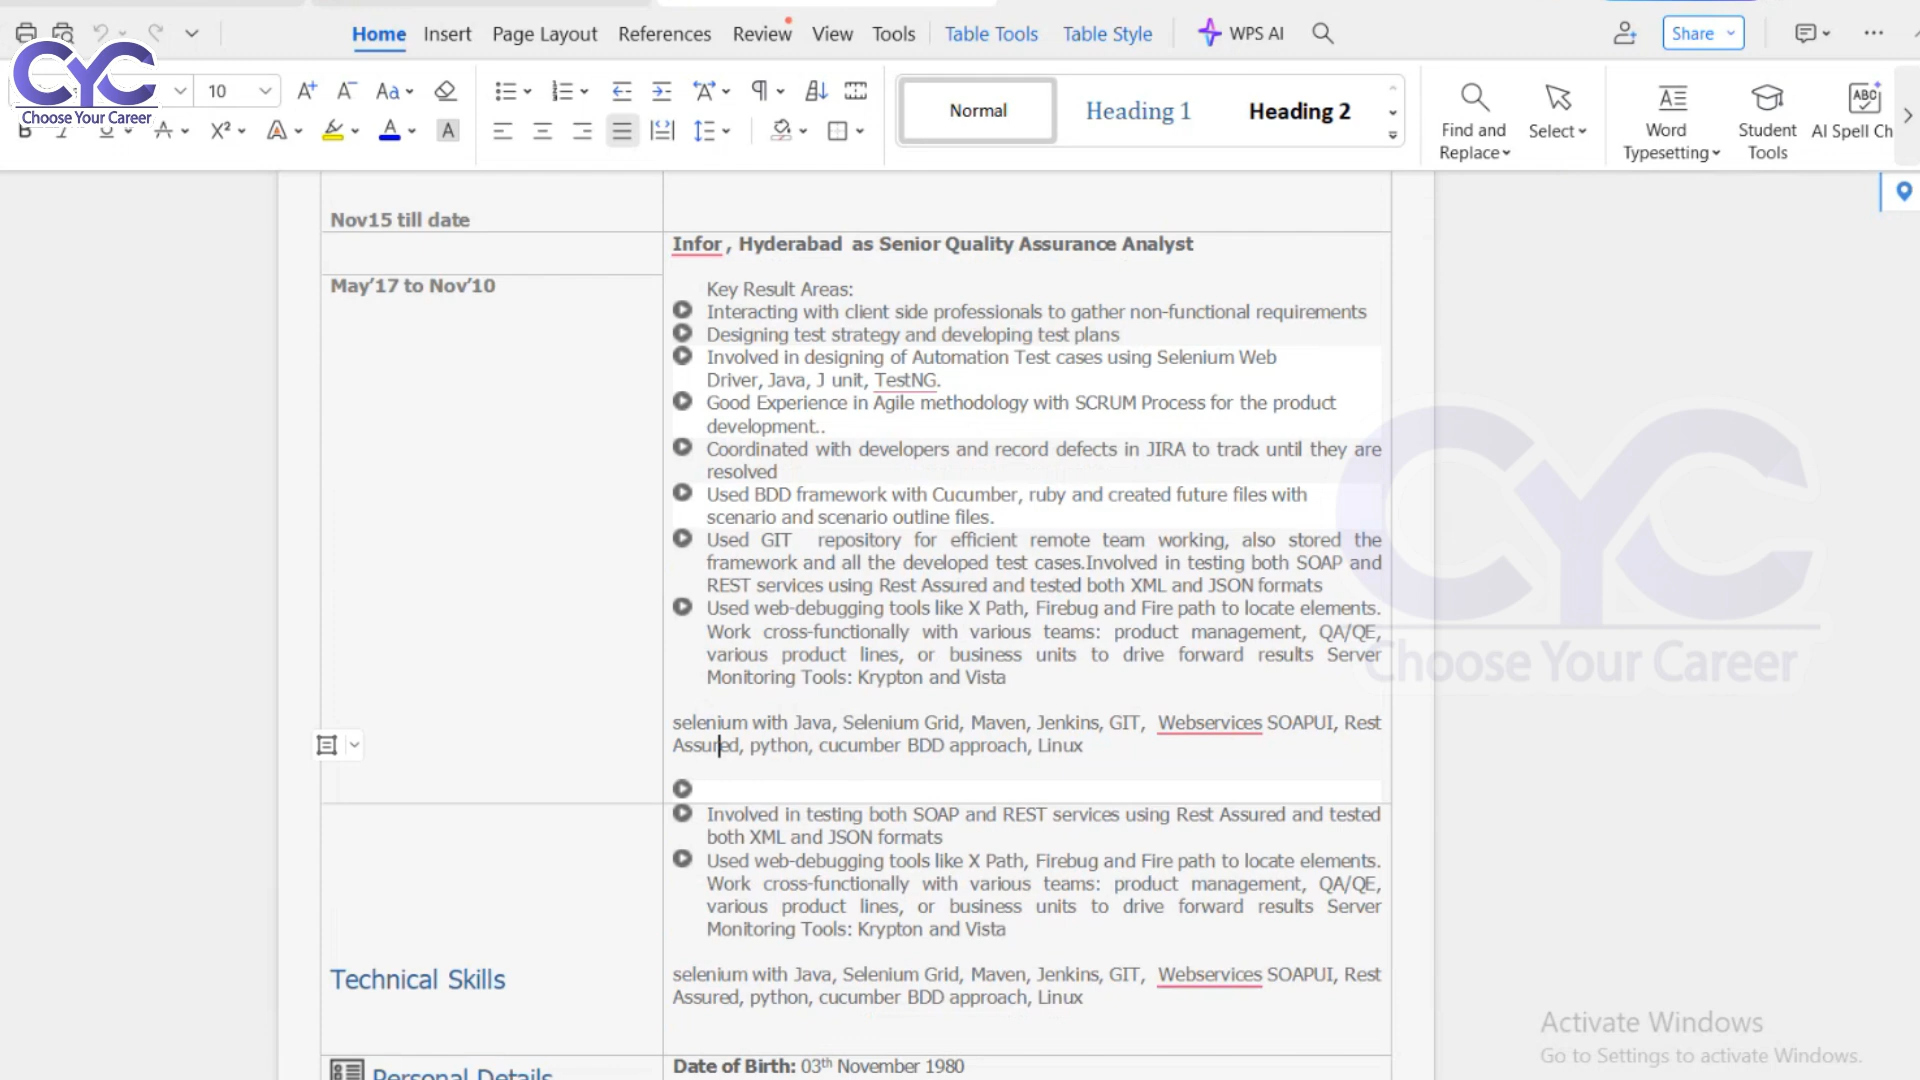 Home Insert Page Layout References Review View Tools Table Tools Table Style WPS AI Share
CYC
Choose Your Career
10
Normal
Heading 1
Heading 2
Find and Replace
Select
Word Typesetting
Student Tools
AI Spell Ch
Nov15 till date
Infor , Hyderabad as Senior Quality Assurance Analyst
May'17 to Nov'10
Key Result Areas:
Interacting with client side professionals to gather non-functional requirements
Designing test strategy and developing test plans
Involved in designing of Automation Test cases using Selenium Web
Driver, Java, J unit, TestNG.
Good Experience in Agile methodology with SCRUM Process for the product
development..
Coordinated with developers and record defects in JIRA to track until they are
resolved
Used BDD framework with Cucumber, ruby and created future files with
scenario and scenario outline files.
Used GIT repository for efficient remote team working, also stored the
framework and all the developed test cases.Involved in testing both SOAP and
REST services using Rest Assured and tested both XML and JSON formats
Used web-debugging tools like X Path, Firebug and Fire path to locate elements.
Work cross-functionally with various teams: product management, QA/QE,
various product lines, or business units to drive forward results Server
Monitoring Tools: Krypton and Vista
selenium with Java, Selenium Grid, Maven, Jenkins, GIT, Webservices SOAPUI, Rest
Assured, python, cucumber BDD approach, Linux
Involved in testing both SOAP and REST services using Rest Assured and tested
both XML and JSON formats
Used web-debugging tools like X Path, Firebug and Fire path to locate elements.
Work cross-functionally with various teams: product management, QA/QE,
various product lines, or business units to drive forward results Server
Monitoring Tools: Krypton and Vista
Technical Skills
selenium with Java, Selenium Grid, Maven, Jenkins, GIT, Webservices SOAPUI, Rest
Assured, python, cucumber BDD approach, Linux
Personal Details
Date of Birth: 03th November 1980
CYC
Choose Your Career
Activate Windows
Go to Settings to activate Windows.